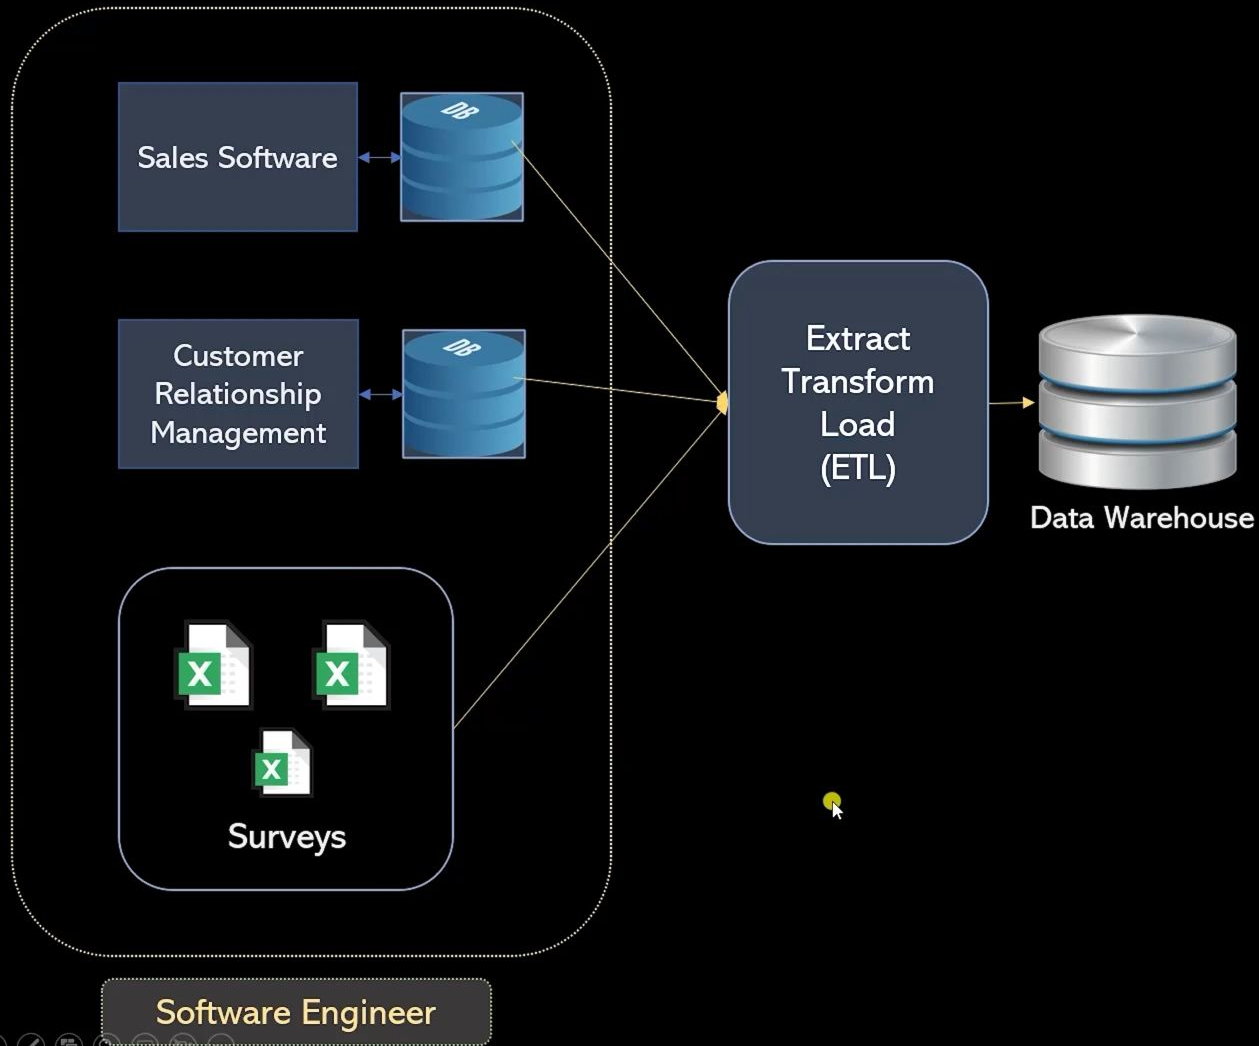 Sales Software
DB
Customer
Relationship
Management
DB
Extract
Transform
Load
(ETL)
Data Warehouse
X
X
X
Surveys
Software Engineer